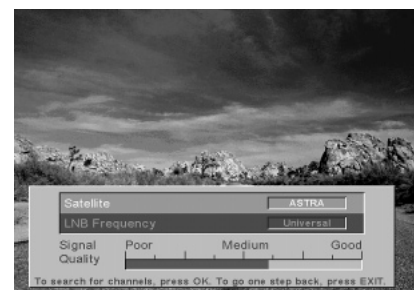 Satellite ASTRA
LNB Frequency Universal
Signal Quality Poor Medium Good
To search for channels, press OK. To go one step back, press EXIT.